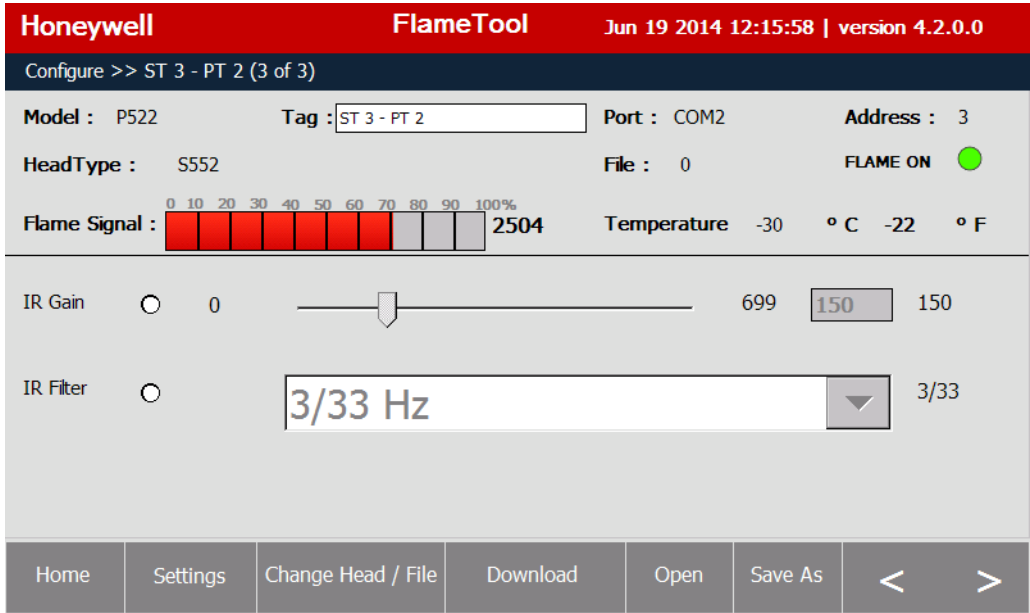 Honeywell FlameTool Jun 19 2014 12:15:58 | version 4.2.0.0
Configure >> ST 3 - PT 2 (3 of 3)
Model : P522 Tag : ST 3 - PT 2 Port : COM2 Address : 3
HeadType : S552 File : 0 FLAME ON
0 10 20 30 40 50 60 70 80 90 100%
Flame Signal : 2504 Temperature -30 º C -22 º F
IR Gain 0 699 150 150
IR Filter 3/33 Hz 3/33
Home Settings Change Head / File Download Open Save As < >